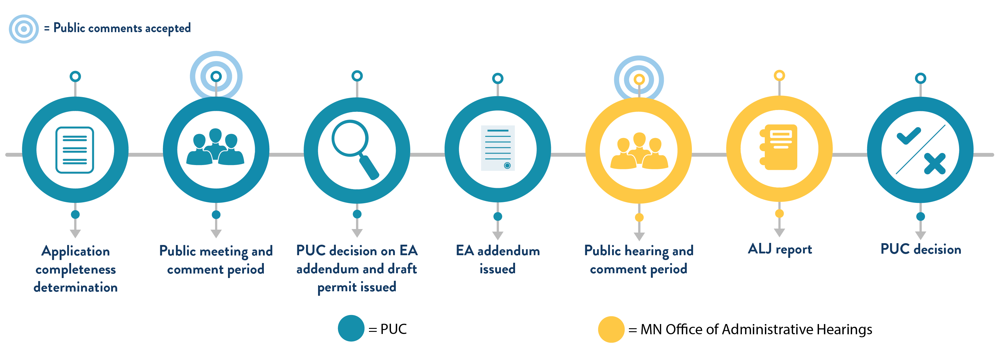 = Public comments accepted
Application
completeness
determination
Public meeting and
comment period
PUC decision on EA
addendum and draft
permit issued
EA addendum
issued
Public hearing and
comment period
ALJ report
PUC decision
= PUC
= MN Office of Administrative Hearings